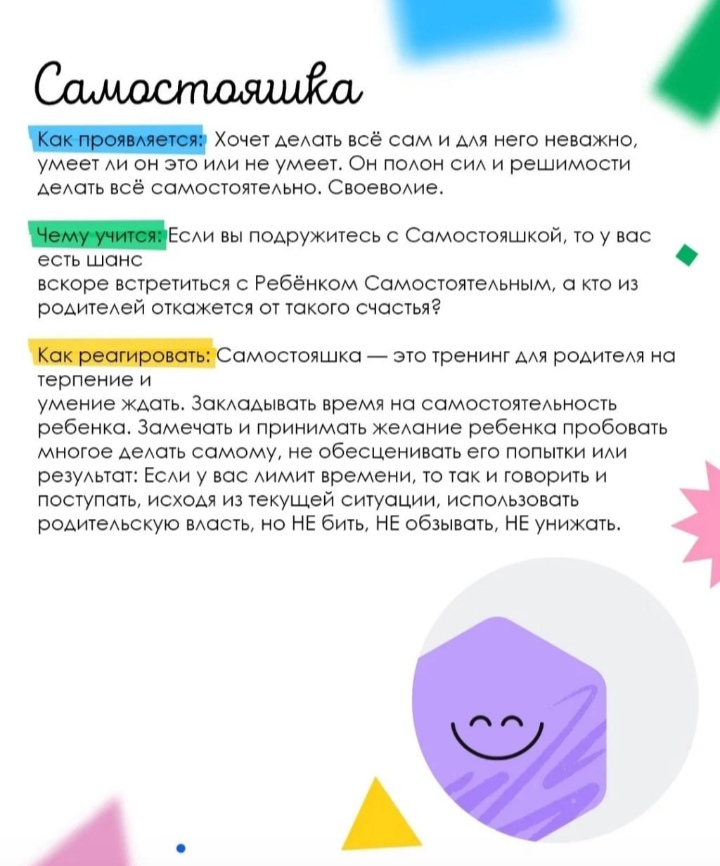 Самостояшка
Как проявляется: Хочет делать всё сам и для него неважно,
умеет ли он это или не умеет. Он полон сил и решимости
делать всё самостоятельно. Своеволие.
Чему учится: Если вы подружитесь с Самостояшкой, то у вас
есть шанс
вскоре встретиться с Ребёнком Самостоятельным, а кто из
родителей откажется от такого счастья?
Как реагировать: Самостояшка — это тренинг для родителя на
терпение и
умение ждать. Закладывать время на самостоятельность
ребенка. Замечать и принимать желание ребенка пробовать
многое делать самому, не обесценивать его попытки или
результат: Если у вас лимит времени, то так и говорить и
поступать, исходя из текущей ситуации, использовать
родительскую власть, но НЕ бить, НЕ обзывать, НЕ унижать.